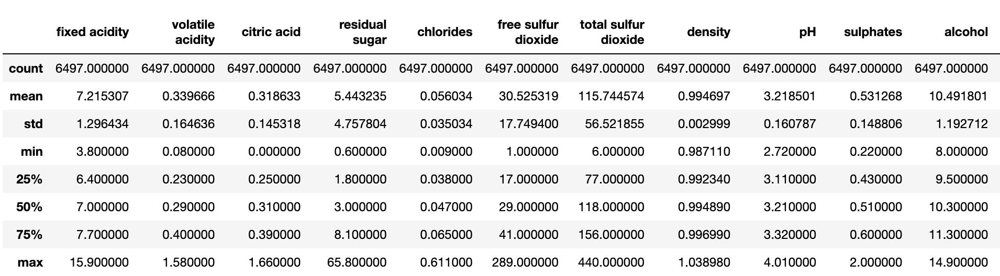 fixed acidity volatile acidity citric acid residual sugar chlorides free sulfur dioxide total sulfur dioxide density pH sulphates alcohol
count 6497.000000 6497.000000 6497.000000 6497.000000 6497.000000 6497.000000 6497.000000 6497.000000 6497.000000 6497.000000 6497.000000
mean 7.215307 0.339666 0.318633 5.443235 0.056034 30.525319 115.744574 0.994697 3.218501 0.531268 10.491801
std 1.296434 0.164636 0.145318 4.757804 0.035034 17.749400 56.521855 0.002999 0.160787 0.148806 1.192712
min 3.800000 0.080000 0.000000 0.600000 0.009000 1.000000 6.000000 0.987110 2.720000 0.220000 8.000000
25% 6.400000 0.230000 0.250000 1.800000 0.038000 17.000000 77.000000 0.992340 3.110000 0.430000 9.500000
50% 7.000000 0.290000 0.310000 3.000000 0.047000 29.000000 118.000000 0.994890 3.210000 0.510000 10.300000
75% 7.700000 0.400000 0.390000 8.100000 0.065000 41.000000 156.000000 0.996990 3.320000 0.600000 11.300000
max 15.900000 1.580000 1.660000 65.800000 0.611000 289.000000 440.000000 1.038980 4.010000 2.000000 14.900000